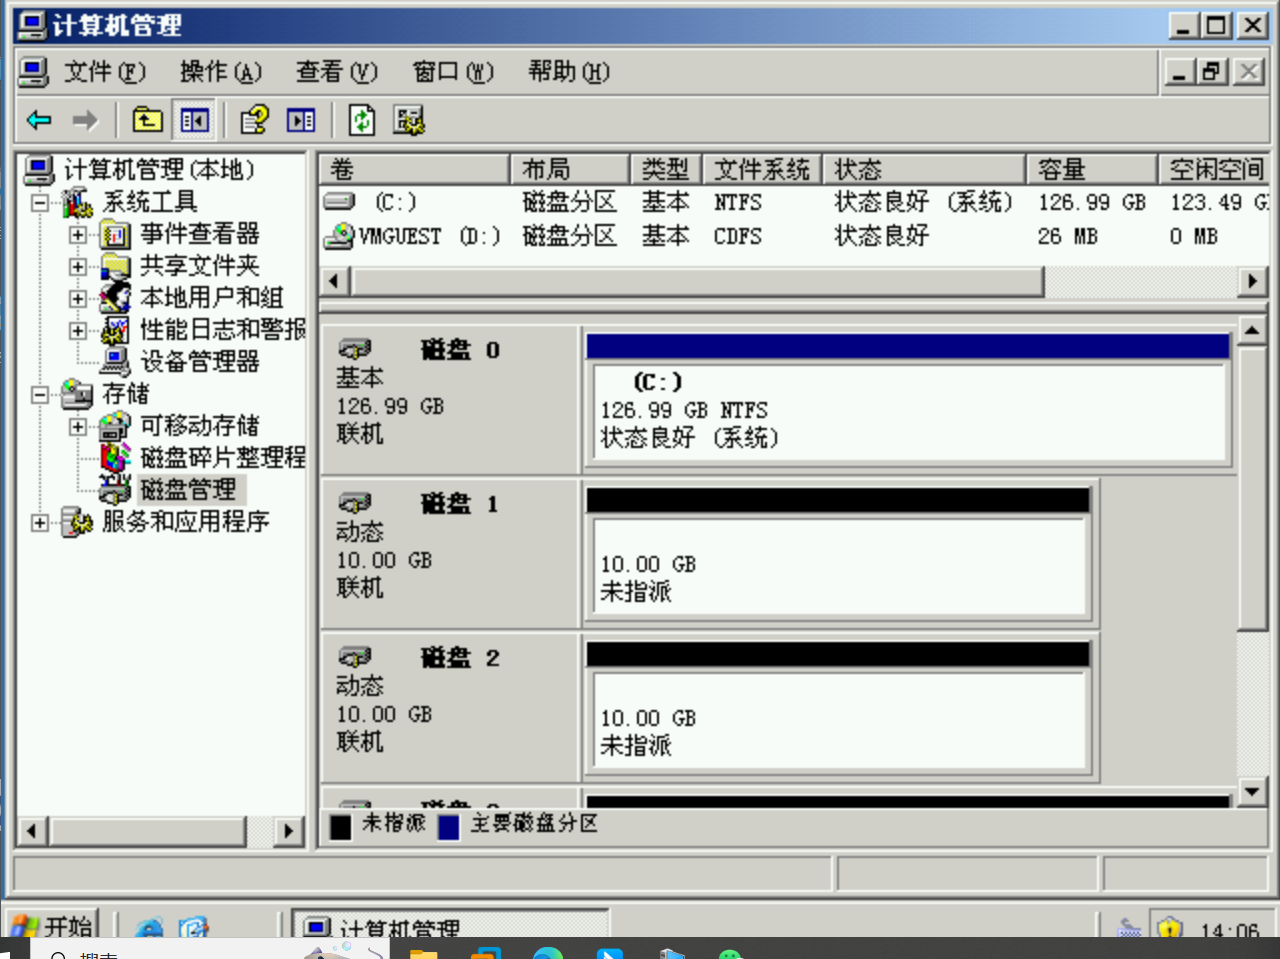 计算机管理
文件(F) 操作(A) 查看(V) 窗口(W) 帮助(H)
计算机管理(本地)
系统工具
事件查看器
共享文件夹
本地用户和组
性能日志和警报
设备管理器
存储
可移动存储
磁盘碎片整理程
磁盘管理
服务和应用程序
卷 布局 类型 文件系统 状态 容量 空闲空间
(C:) 磁盘分区 基本 NTFS 状态良好 (系统) 126.99 GB 123.49 G
VMGUEST (D:) 磁盘分区 基本 CDFS 状态良好 26 MB 0 MB
磁盘 0
基本
126.99 GB
联机
(C:)
126.99 GB NTFS
状态良好 (系统)
磁盘 1
动态
10.00 GB
联机
10.00 GB
未指派
磁盘 2
动态
10.00 GB
联机
10.00 GB
未指派
未指派 主要磁盘分区
开始 计算机管理 14:06